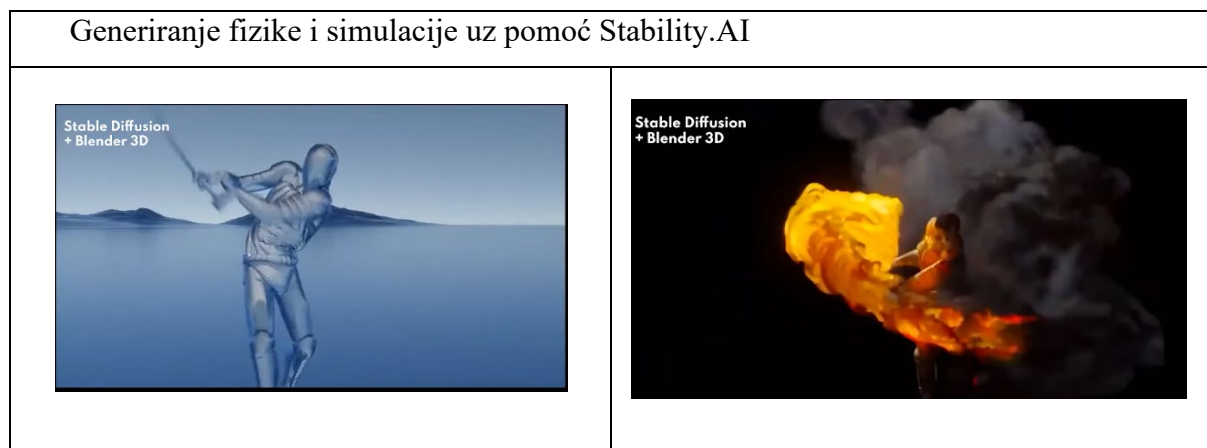 Generiranje fizike i simulacije uz pomoć Stability.AI
Stable Diffusion
+ Blender 3D
Stable Diffusion
+ Blender 3D